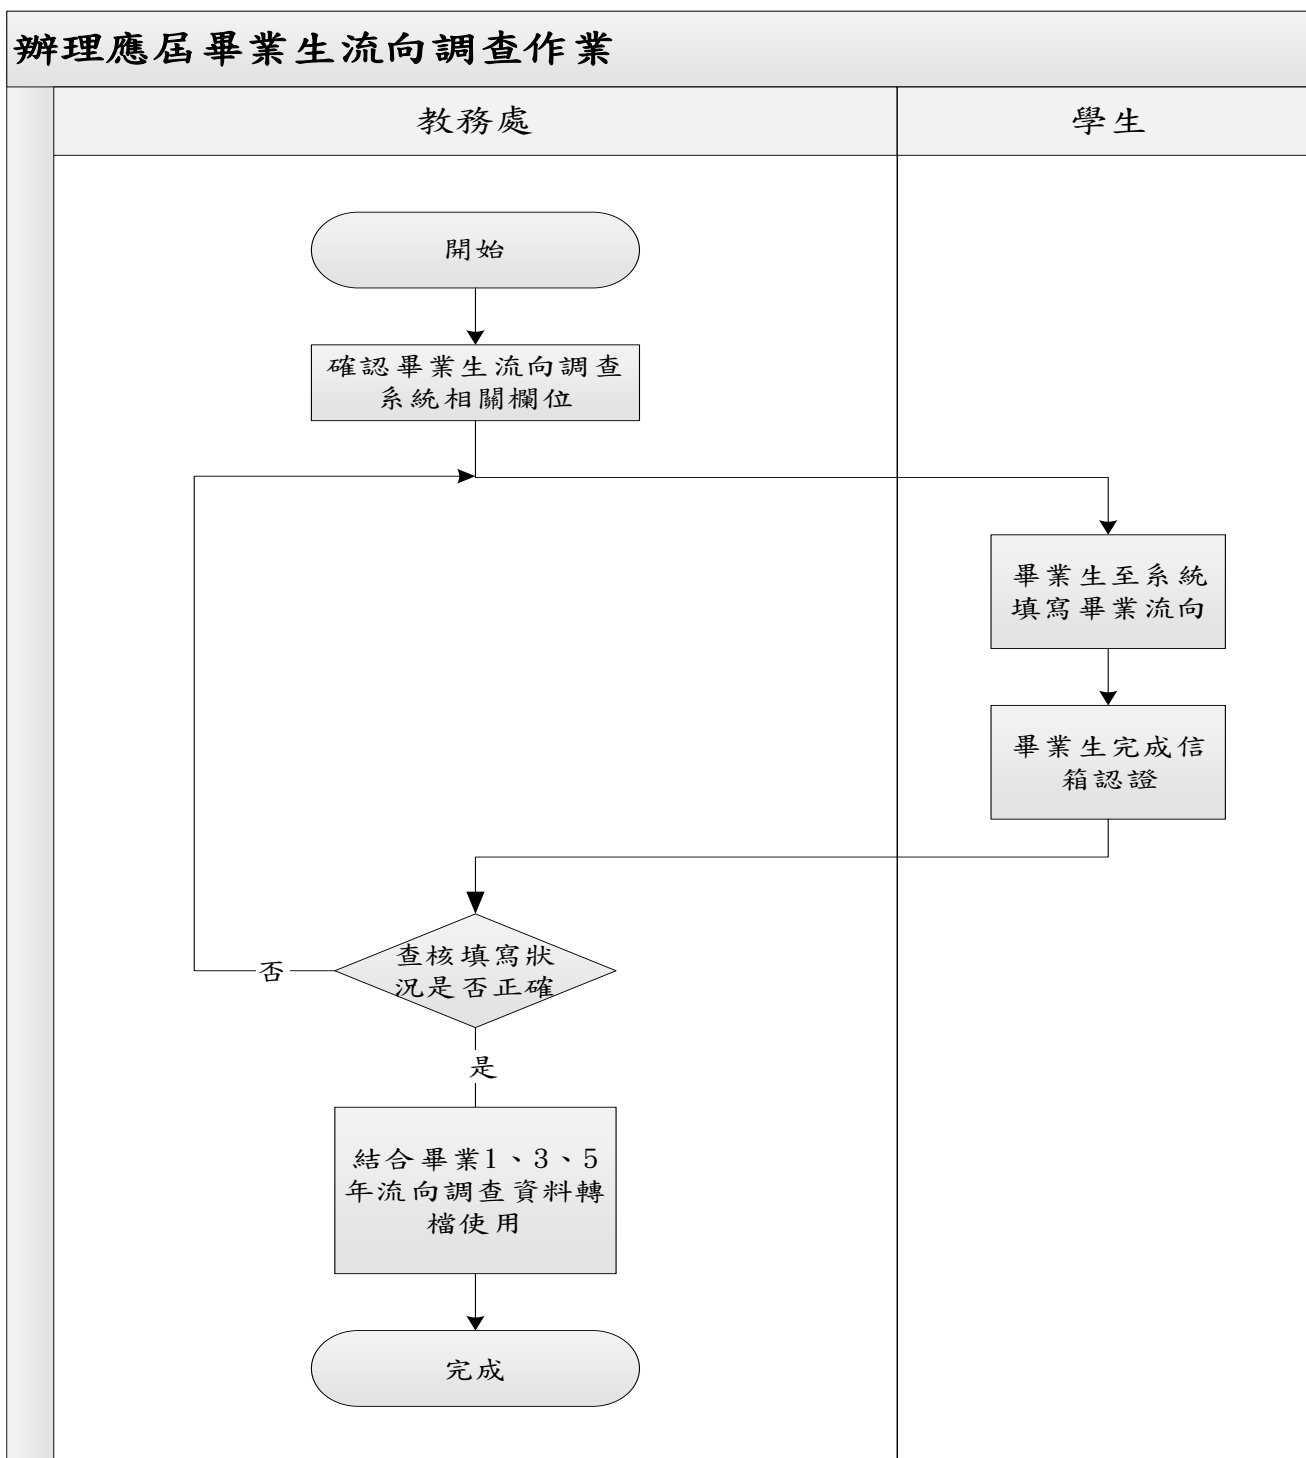 辦理應屆畢業生流向調查作業
教務處
學生
開始
確認畢業生流向調查
系統相關欄位
畢業生至系統
填寫畢業流向
畢業生完成信
箱認證
查核填寫狀
況是否正確
否
是
結合畢業1、3、5
年流向調查資料轉
檔使用
完成